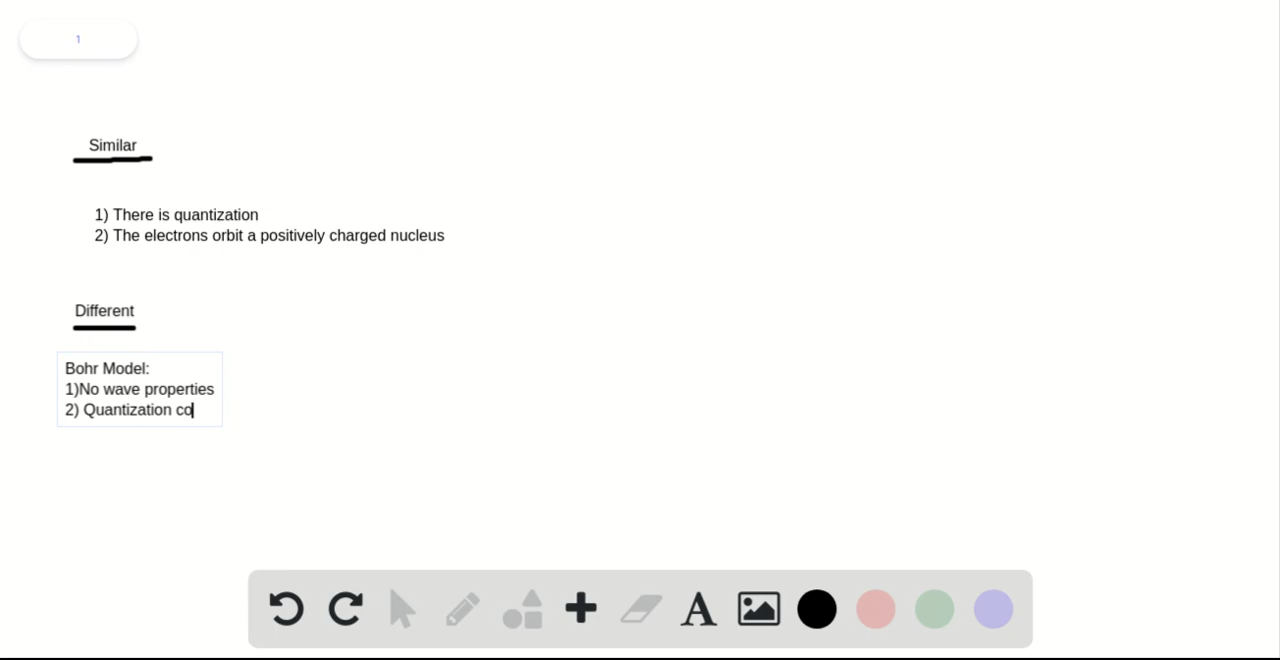 1
Similar
1) There is quantization
2) The electrons orbit a positively charged nucleus
Different
Bohr Model:
1)No wave properties
2) Quantization co
A